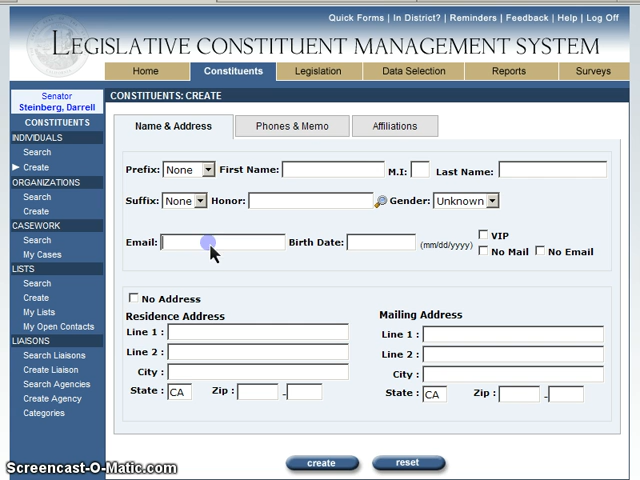 Quick Forms | In District? | Reminders | Feedback | Help | Log Off
LEGISLATIVE CONSTITUENT MANAGEMENT SYSTEM
Home Constituents Legislation Data Selection Reports Surveys
Senator
Steinberg, Darrell
CONSTITUENTS: CREATE
CONSTITUENTS
INDIVIDUALS
Search
Create
ORGANIZATIONS
Search
Create
CASEWORK
Search
My Cases
LISTS
Search
Create
My Lists
My Open Contacts
LIAISONS
Search Liaisons
Create Liaison
Search Agencies
Create Agency
Categories
Name & Address Phones & Memo Affiliations
Prefix: None First Name: M.I: Last Name:
Suffix: None Honor: Gender: Unknown
Email: Birth Date: (mm/dd/yyyy) VIP
No Mail No Email
No Address
Residence Address
Line 1 :
Line 2 :
City :
State : CA Zip : -
Mailing Address
Line 1 :
Line 2 :
City :
State : CA Zip : -
create reset
Screencast-O-Matic.com